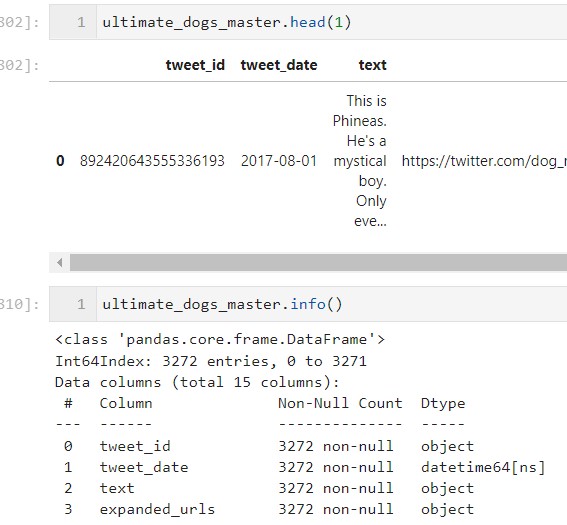 802]: 1 ultimate_dogs_master.head(1)
802]:
tweet_id tweet_date text
0 892420643555336193 2017-08-01 This is
Phineas.
He's a
mystical
boy.
Only
eve... https://twitter.com/dog_r
810]: 1 ultimate_dogs_master.info()
<class 'pandas.core.frame.DataFrame'>
Int64Index: 3272 entries, 0 to 3271
Data columns (total 15 columns):
# Column Non-Null Count Dtype
--- ------ -------------- -----
0 tweet_id 3272 non-null object
1 tweet_date 3272 non-null datetime64[ns]
2 text 3272 non-null object
3 expanded_urls 3272 non-null object